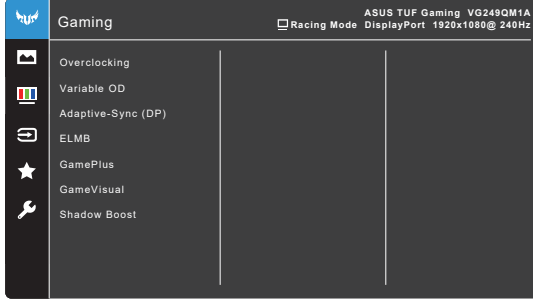 Gaming
ASUS TUF Gaming VG249QM1A
Racing Mode DisplayPort 1920x1080@ 240Hz
Overclocking
Variable OD
Adaptive-Sync (DP)
ELMB
GamePlus
GameVisual
Shadow Boost